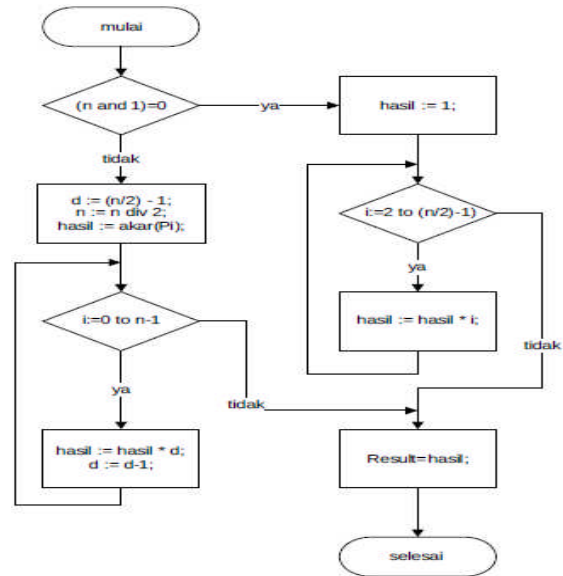 mulai
(n and 1)=0
ya
hasil := 1;
tidak
d := (n/2) - 1;
n := n div 2;
hasil := akar(Pi);
i:=2 to (n/2)-1)
ya
i:=0 to n-1
hasil := hasil * i;
tidak
ya
tidak
hasil := hasil * d;
d := d-1;
Result=hasil;
selesai